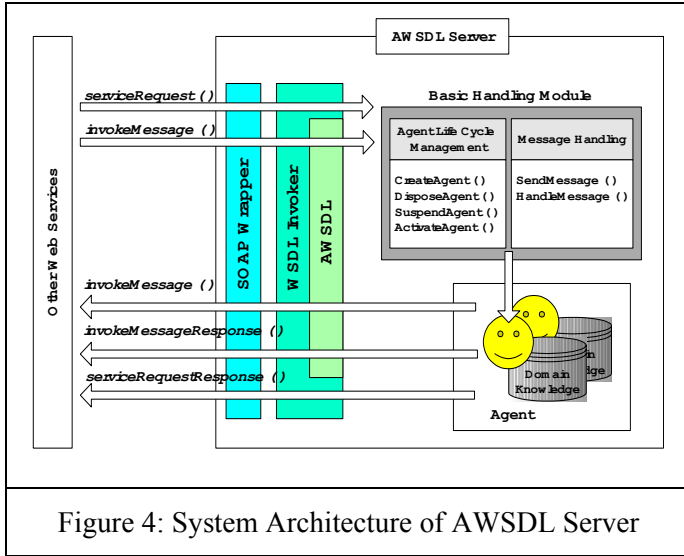 AWSDL Server
Other Web Services
serviceRequest ()
invokeMessage ()
SOAP Wrapper
WSDL Invoker
AWSDL
Basic Handling Module
Agent Life Cycle
Management
Message Handling
CreateAgent ()
DisposeAgent ()
SuspendAgent ()
ActivateAgent ()
SendMessage ()
HandleMessage ()
invokeMessage ()
invokeMessageResponse ()
serviceRequestResponse ()
Domain
Knowledge
Agent
Figure 4: System Architecture of AWSDL Server